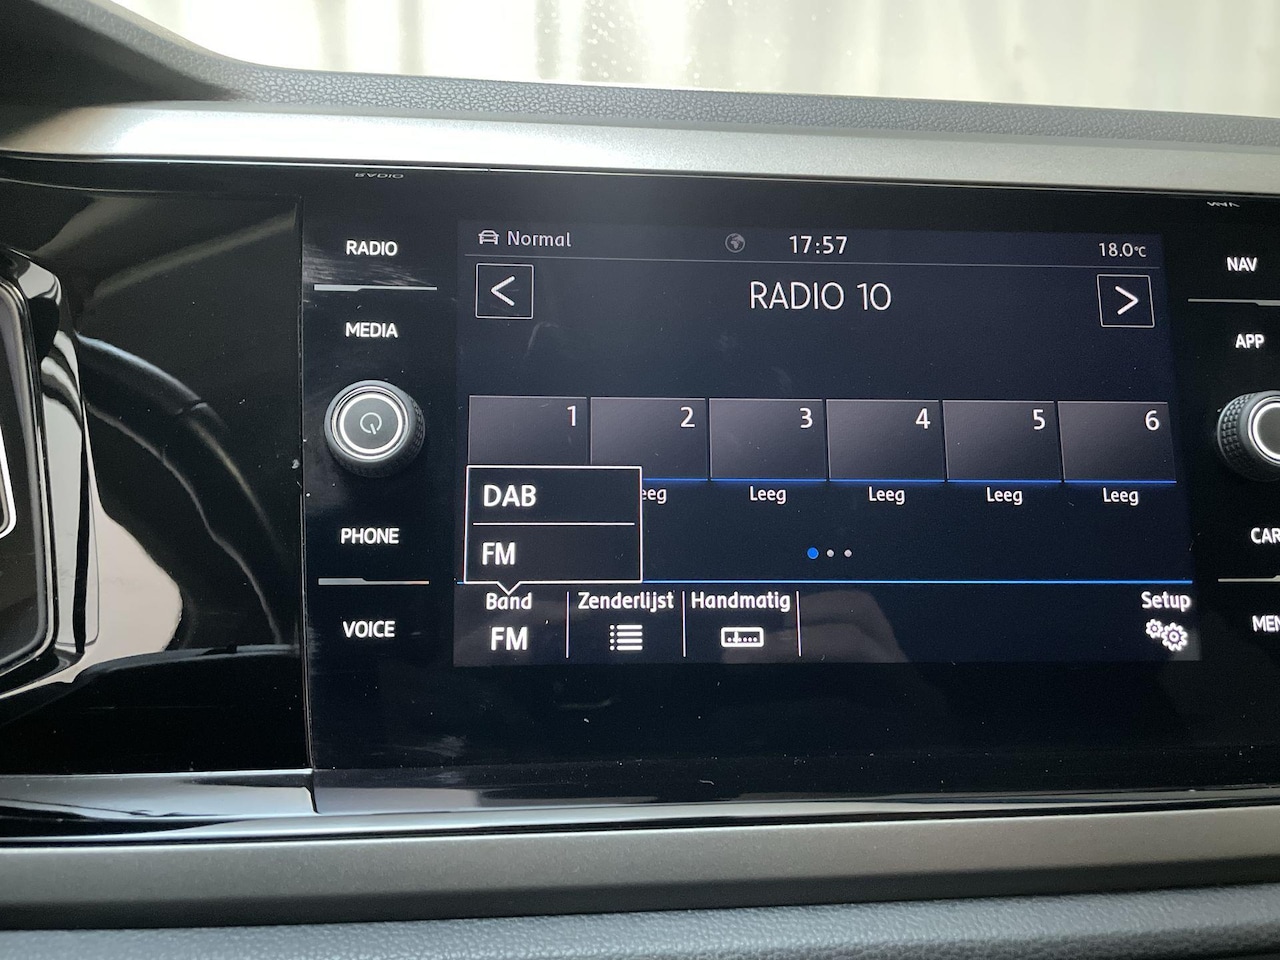 RADIO
MEDIA
PHONE
VOICE
Normal
17:57
18.0°C
RADIO 10
1 2 3 4 5 6
DAB
FM
eeg Leeg Leeg Leeg Leeg
Band Zenderlijst Handmatig Setup
FM
NAV
APP
CAR
MEN